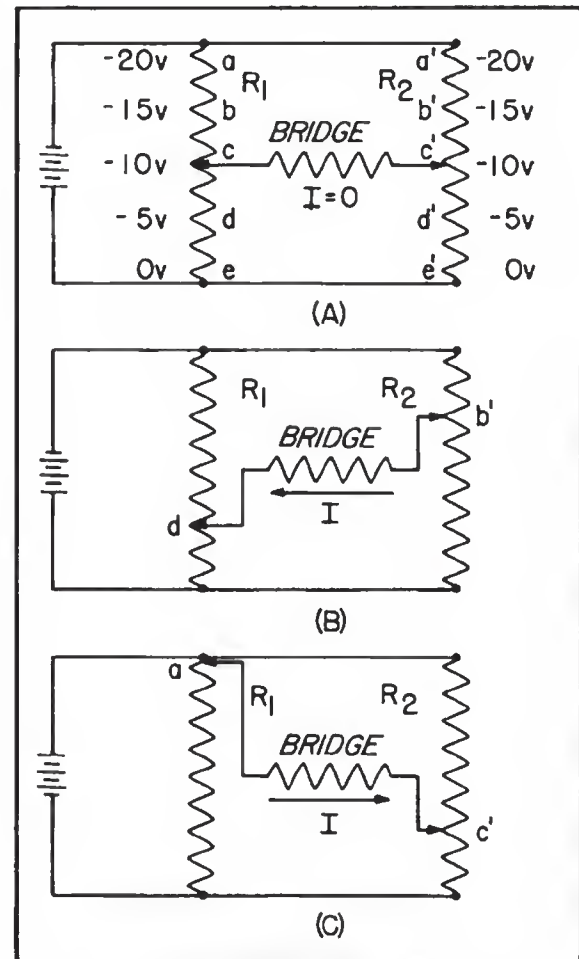 -20v a R1 R2 a' -20v
-15v b b' -15v
BRIDGE
-10v c c' -10v
I=0
-5v d d' -5v
0v e e' 0v
(A)
R1 R2
b'
BRIDGE
I
d
(B)
a
R1 R2
BRIDGE
I
c'
(C)